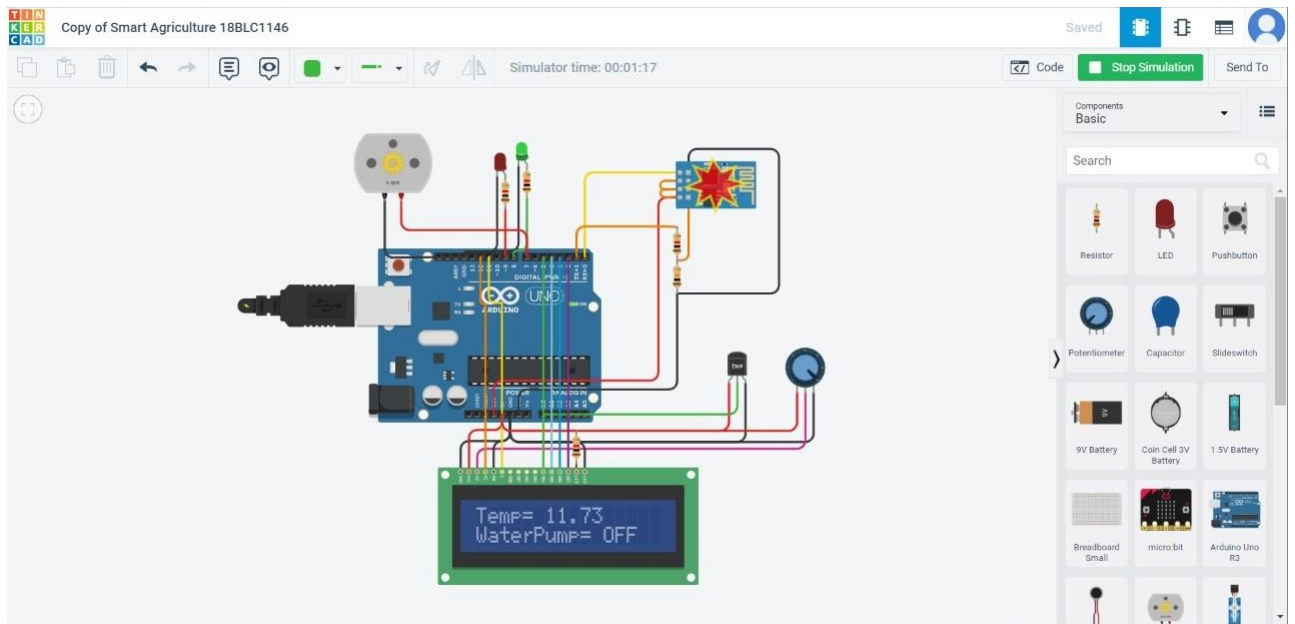 TIN
KER
CAD
Copy of Smart Agriculture 18BLC1146
Saved
Simulator time: 00:01:17
Code
Stop Simulation
Send To
Components
Basic
Search
Resistor
LED
Pushbutton
Potentiometer
Capacitor
Slideswitch
9V Battery
Coin Cell 3V
Battery
1.5V Battery
Breadboard
Small
micro:bit
Arduino Uno
R3
DIGITAL
UNO
ARDUINO
POWER
ANALOG IN
TMP
Temp= 11.73
WaterPump= OFF